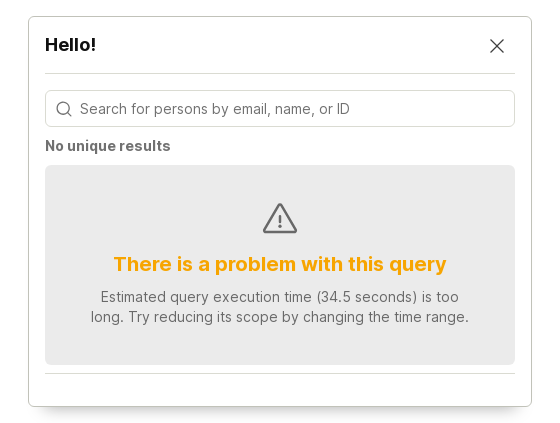 Hello!
Search for persons by email, name, or ID
No unique results
There is a problem with this query
Estimated query execution time (34.5 seconds) is too
long. Try reducing its scope by changing the time range.